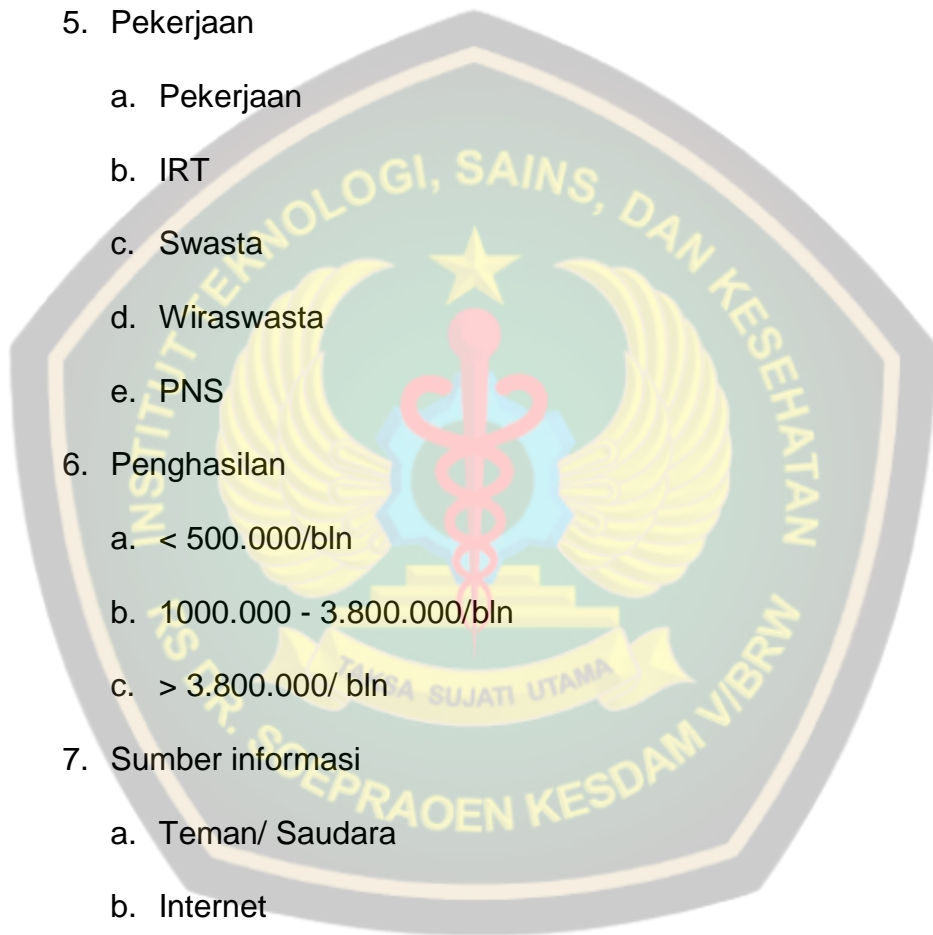 5. Pekerjaan
a. Pekerjaan
b. IRT
c. Swasta
d. Wiraswasta
e. PNS
6. Penghasilan
a. < 500.000/bln
b. 1000.000 - 3.800.000/bln
c. > 3.800.000/ bln
7. Sumber informasi
a. Teman/ Saudara
b. Internet
INSTITUT TEKNOLOGI, SAINS, DAN KESEHATAN
SUJATI UTAMA
RS DR. SOEPRAOEN KESDAM V/BRW